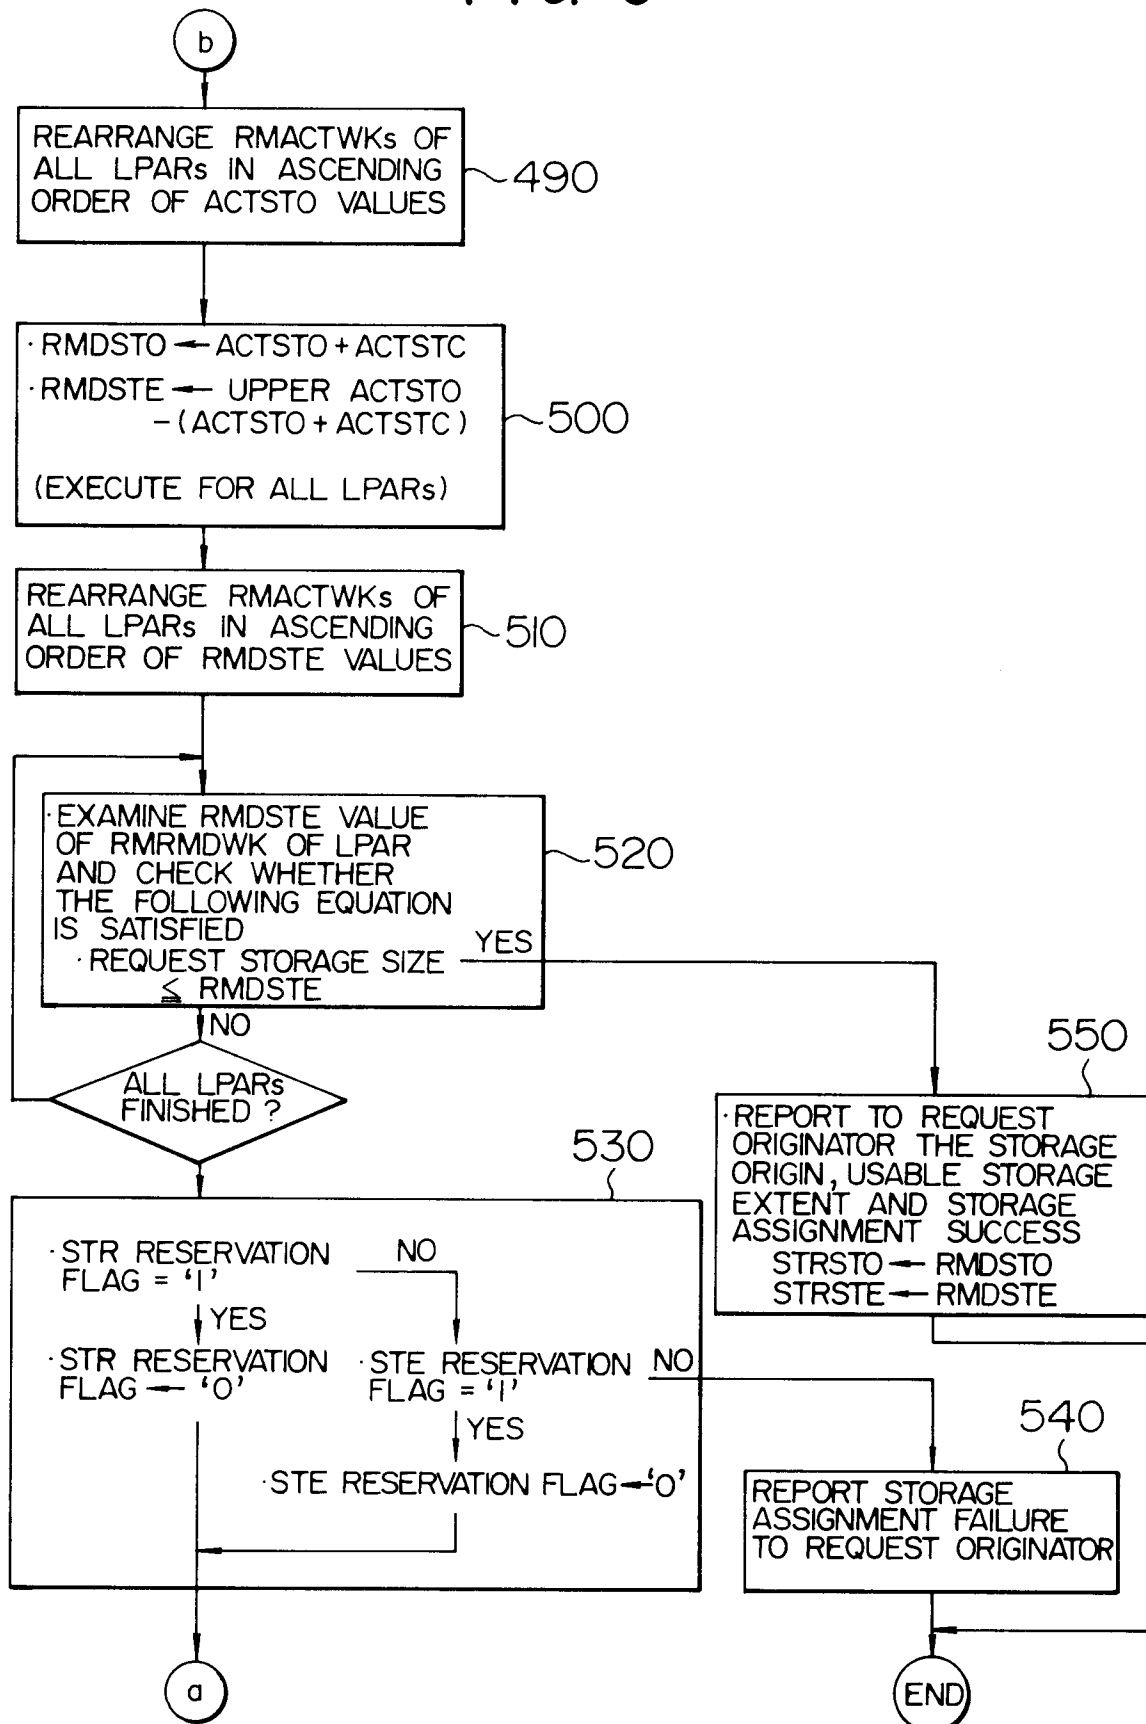 b
REARRANGE RMACTWKs OF
ALL LPARs IN ASCENDING
ORDER OF ACTSTO VALUES
490
·RMDSTO ← ACTSTO + ACTSTC
·RMDSTE ← UPPER ACTSTO
−(ACTSTO + ACTSTC)
(EXECUTE FOR ALL LPARs)
500
REARRANGE RMACTWKs OF
ALL LPARs IN ASCENDING
ORDER OF RMDSTE VALUES
510
·EXAMINE RMDSTE VALUE
OF RMRMDWK OF LPAR
AND CHECK WHETHER
THE FOLLOWING EQUATION
IS SATISFIED
·REQUEST STORAGE SIZE
≦ RMDSTE
520
YES
NO
ALL LPARs
FINISHED ?
550
·REPORT TO REQUEST
ORIGINATOR THE STORAGE
ORIGIN, USABLE STORAGE
EXTENT AND STORAGE
ASSIGNMENT SUCCESS
STRSTO ← RMDSTO
STRSTE ← RMDSTE
530
·STR RESERVATION
FLAG = '1'
NO
YES
·STR RESERVATION
FLAG ← '0'
·STE RESERVATION
FLAG = '1'
NO
YES
·STE RESERVATION FLAG ← '0'
540
REPORT STORAGE
ASSIGNMENT FAILURE
TO REQUEST ORIGINATOR
a
END